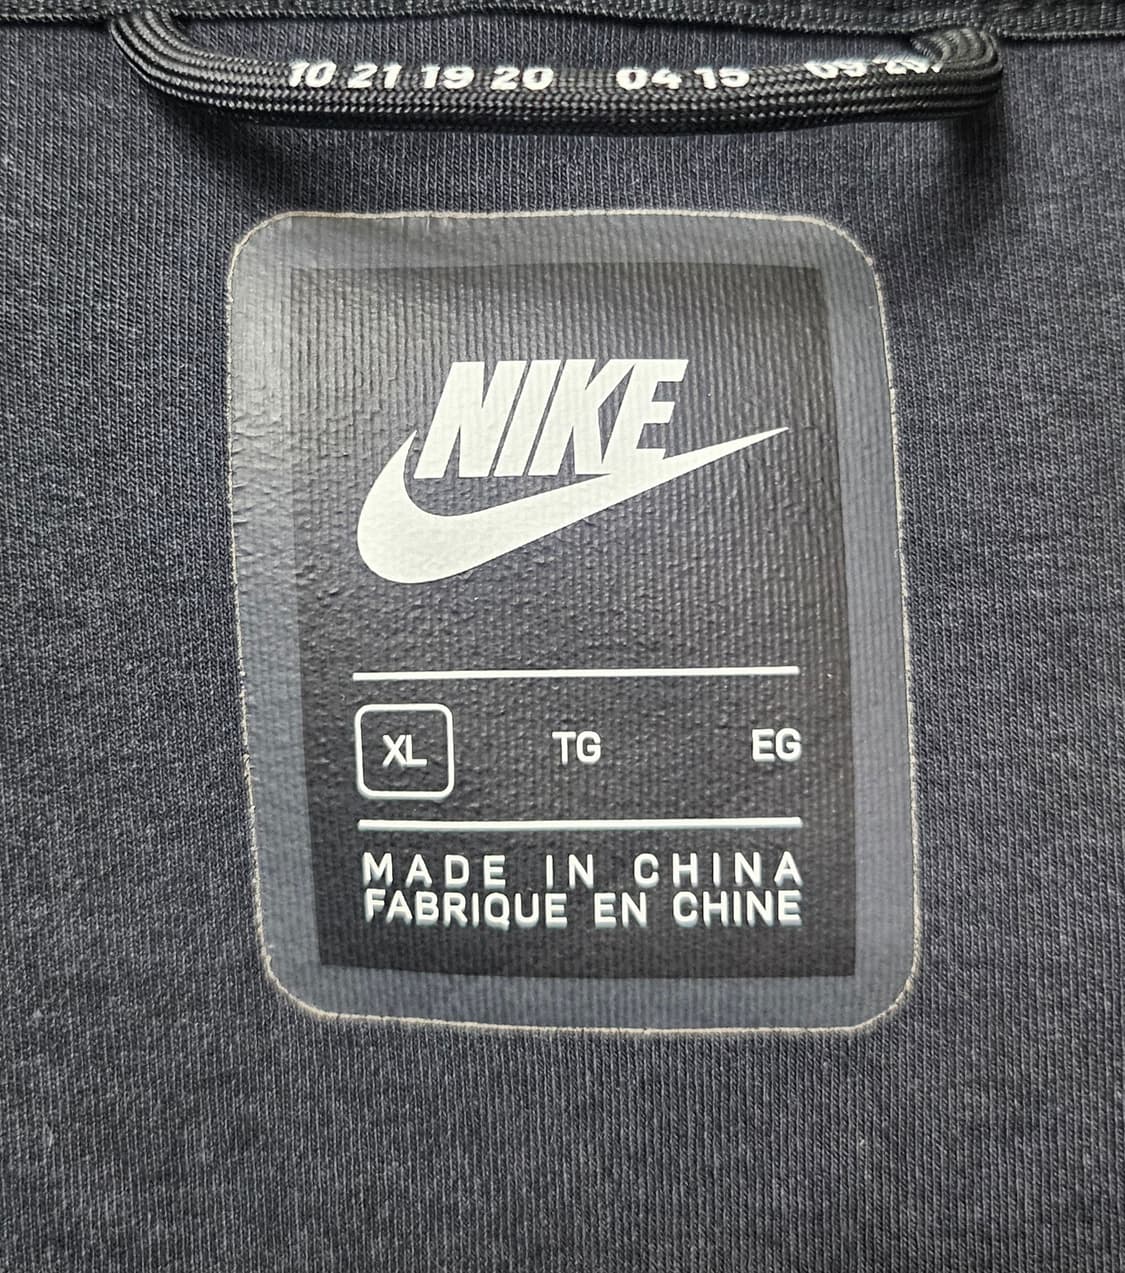 10 21 19 20 04 15
NIKE
XL TG EG
MADE IN CHINA
FABRIQUE EN CHINE